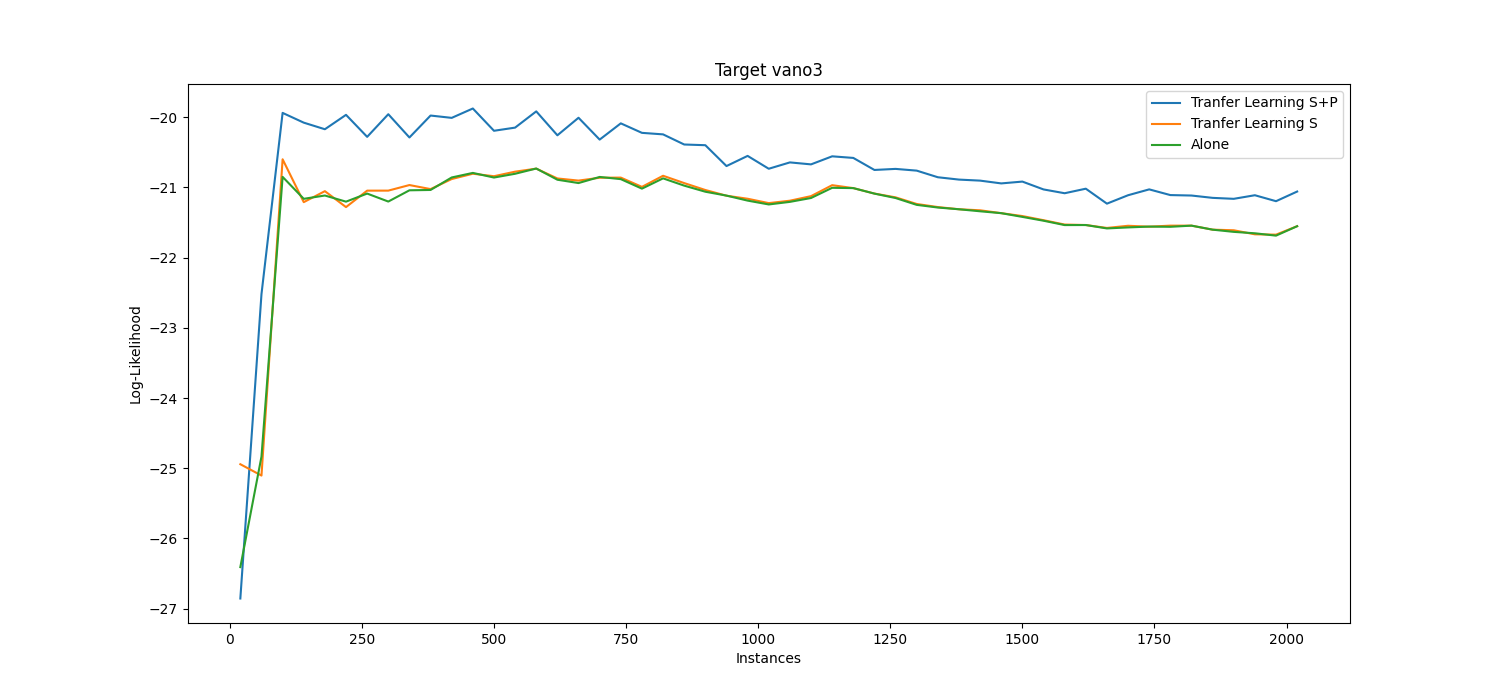 Target vano3
Tranfer Learning S+P
Tranfer Learning S
Alone
Log-Likelihood
−20
−21
−22
−23
−24
−25
−26
−27
0 250 500 750 1000 1250 1500 1750 2000
Instances